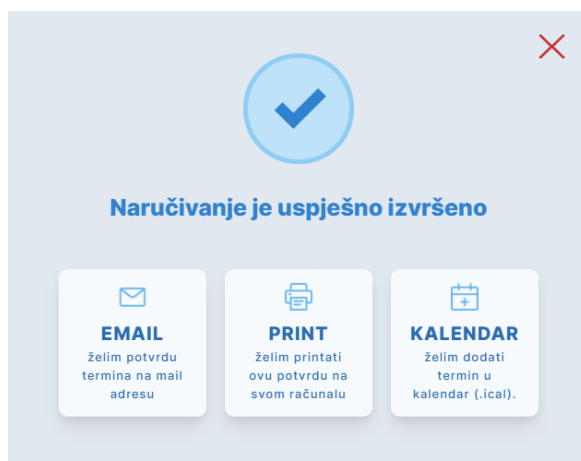 Naručivanje je uspješno izvršeno
EMAIL
želim potvrdu
termina na mail
adresu
PRINT
želim printati
ovu potvrdu na
svom računalu
KALENDAR
želim dodati
termin u
kalendar (.ical).